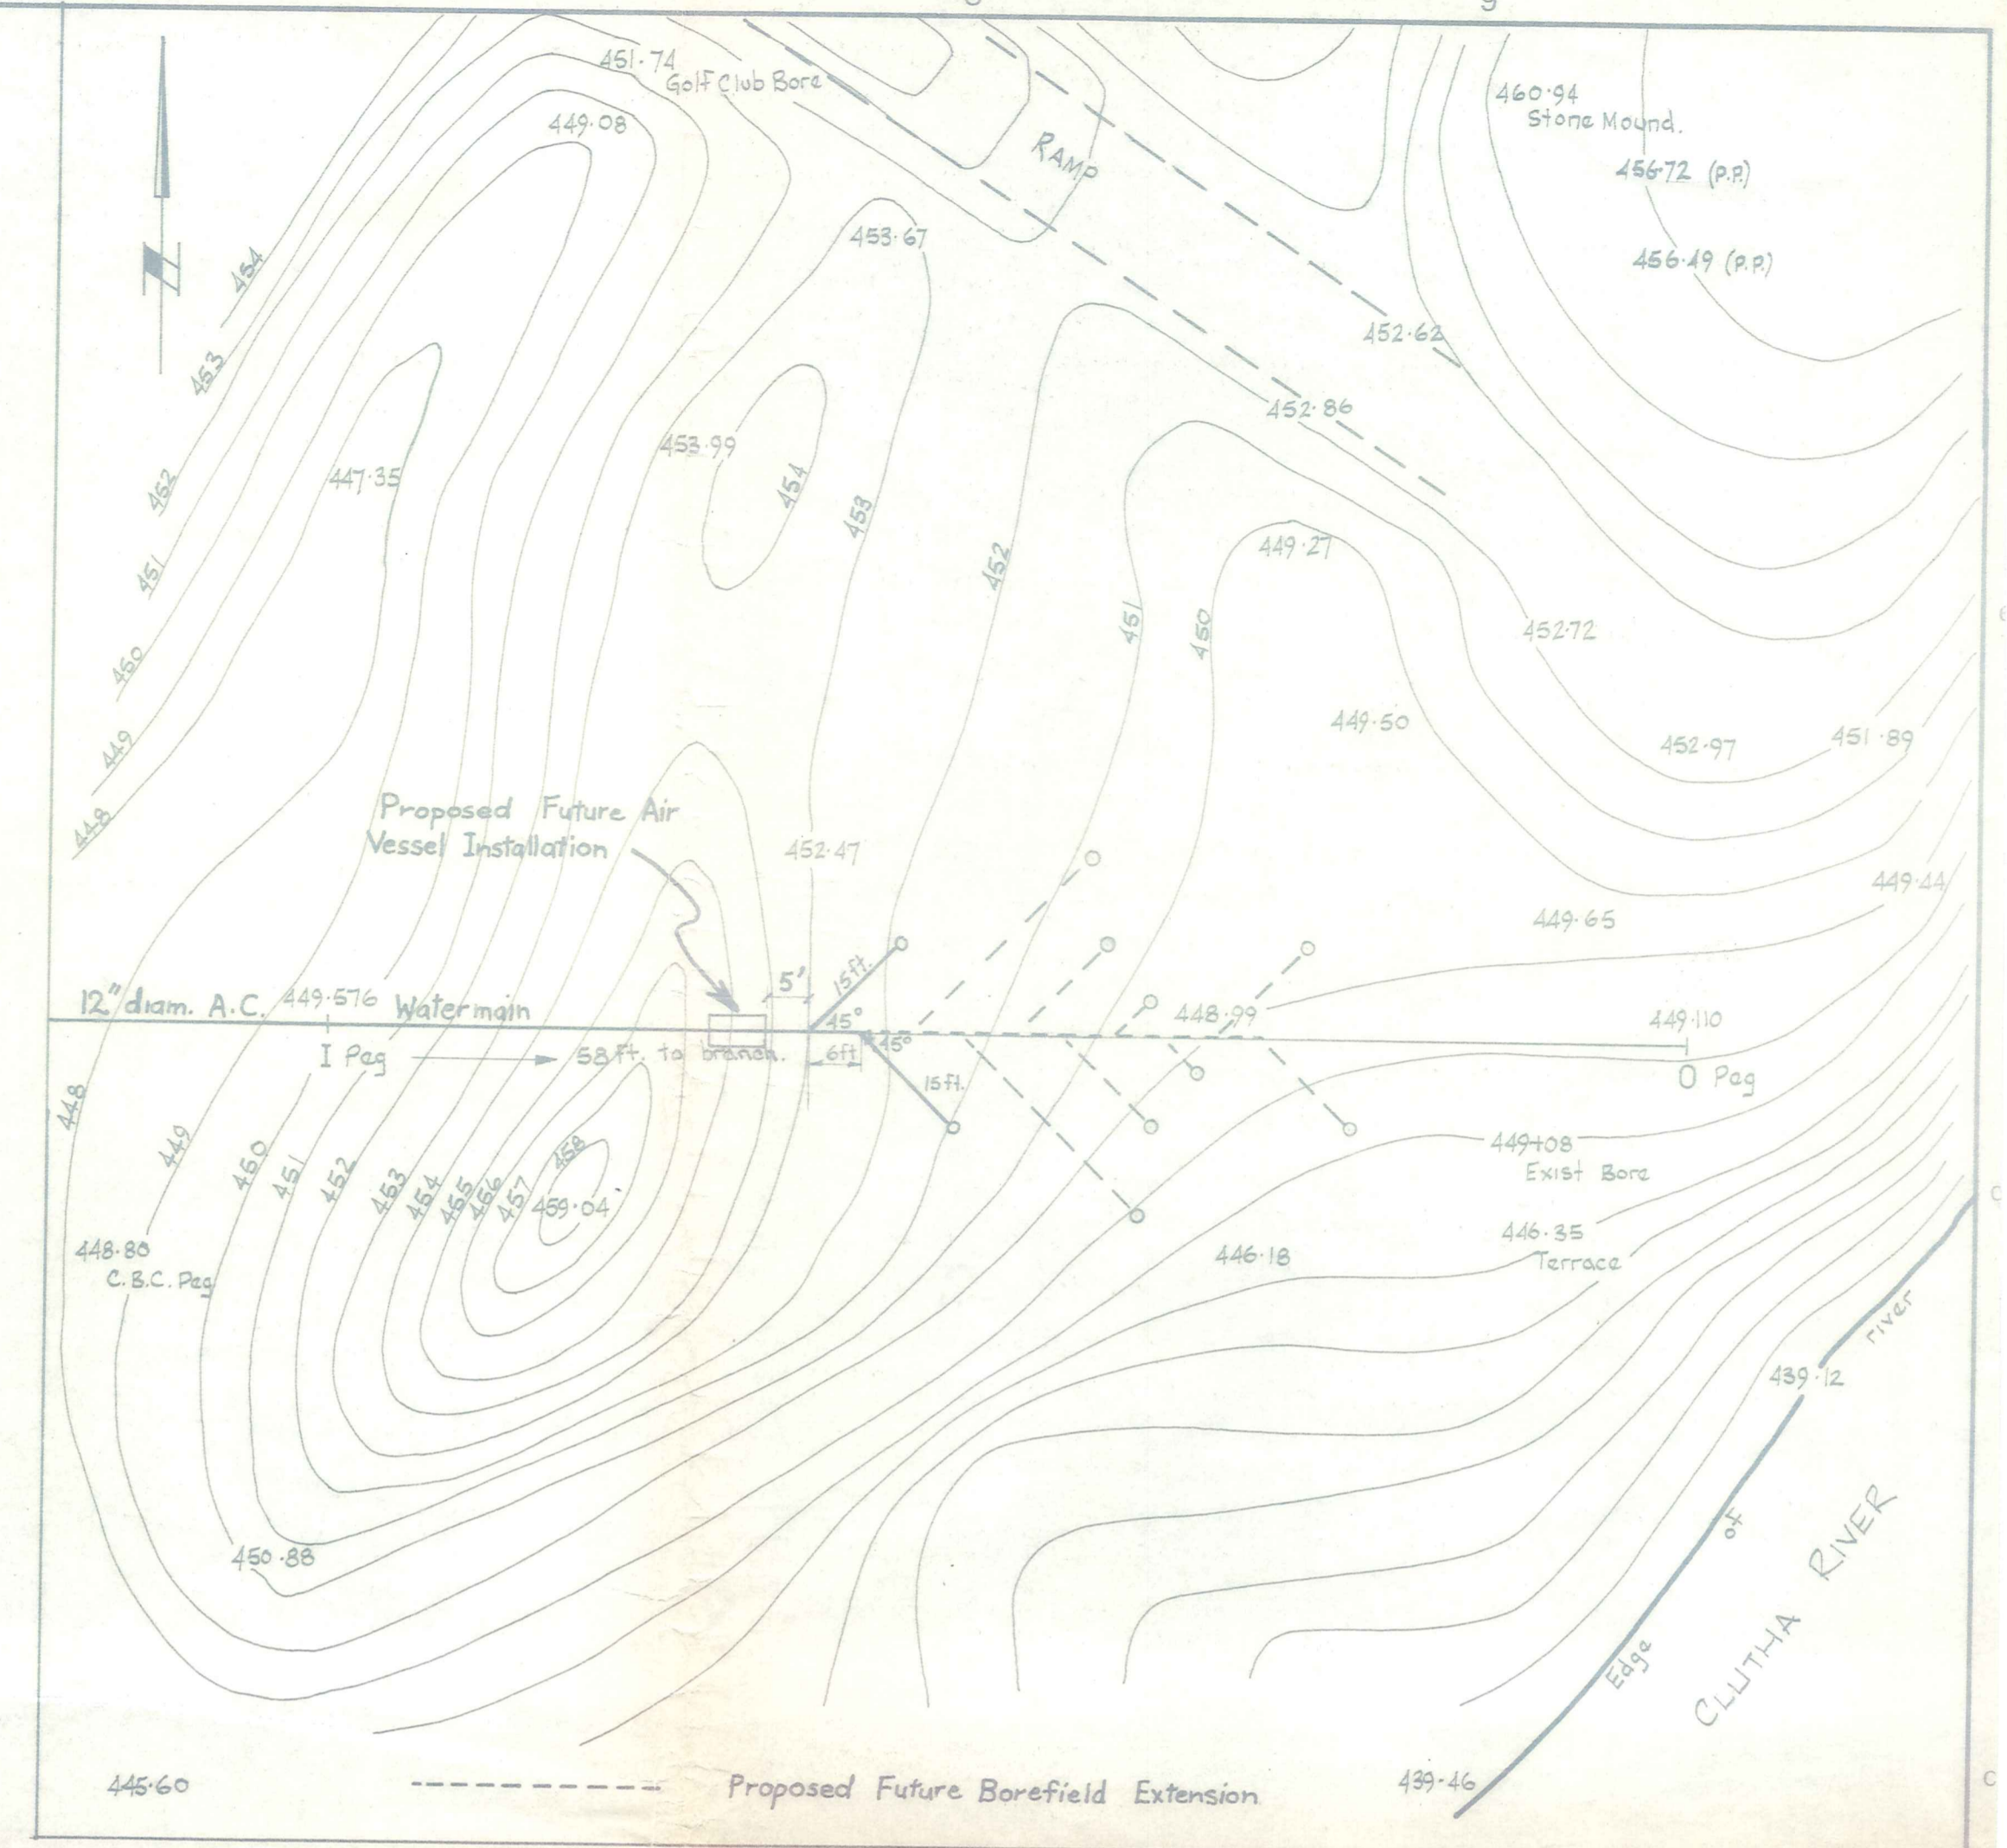 451·74
Golf Club Bore
449·08
RAMP
460·94
Stone Mound.
456·72 (P.P.)
456·49 (P.P.)
N
453·67
454
453
452
451
450
449
448
452·62
452·86
453·99
447·35
454
453
452
451
450
449·27
452·72
449·50
452·97
451·89
Proposed Future Air
Vessel Installation
452·47
449·44
449·65
5'
15ft.
12" diam. A.C.
449·576
Watermain
45°
448·99
449·110
I Peg
58ft. to branch.
6ft
45°
O Peg
15ft.
448
449
450
451
452
453
454
455
456
457
458
459·04
449·08
Exist Bore
448·80
C.B.C. Peg
446·18
446·35
Terrace
439·12
Edge of river
CLUTHA RIVER
450·88
445·60
Proposed Future Borefield Extension
439·46